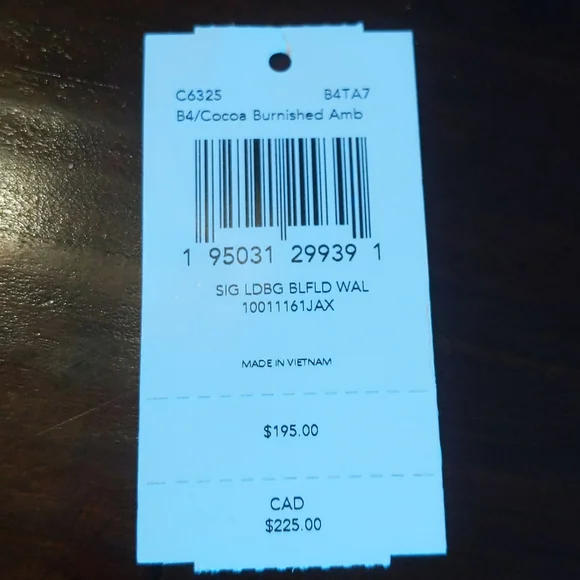 C6325 B4TA7
B4/Cocoa Burnished Amb
1 95031 29939 1
SIG LDBG BLFLD WAL
10011161JAX
MADE IN VIETNAM
$195.00
CAD
$225.00